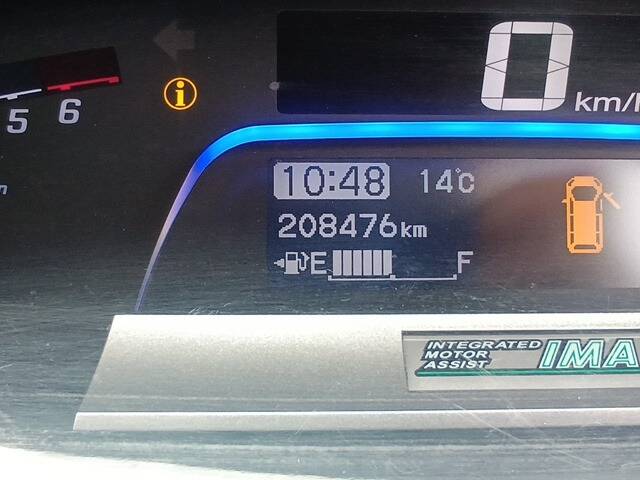 0 km/h
5 6
i
10:48 14°C
208476km
E F
INTEGRATED
MOTOR
ASSIST
IMA